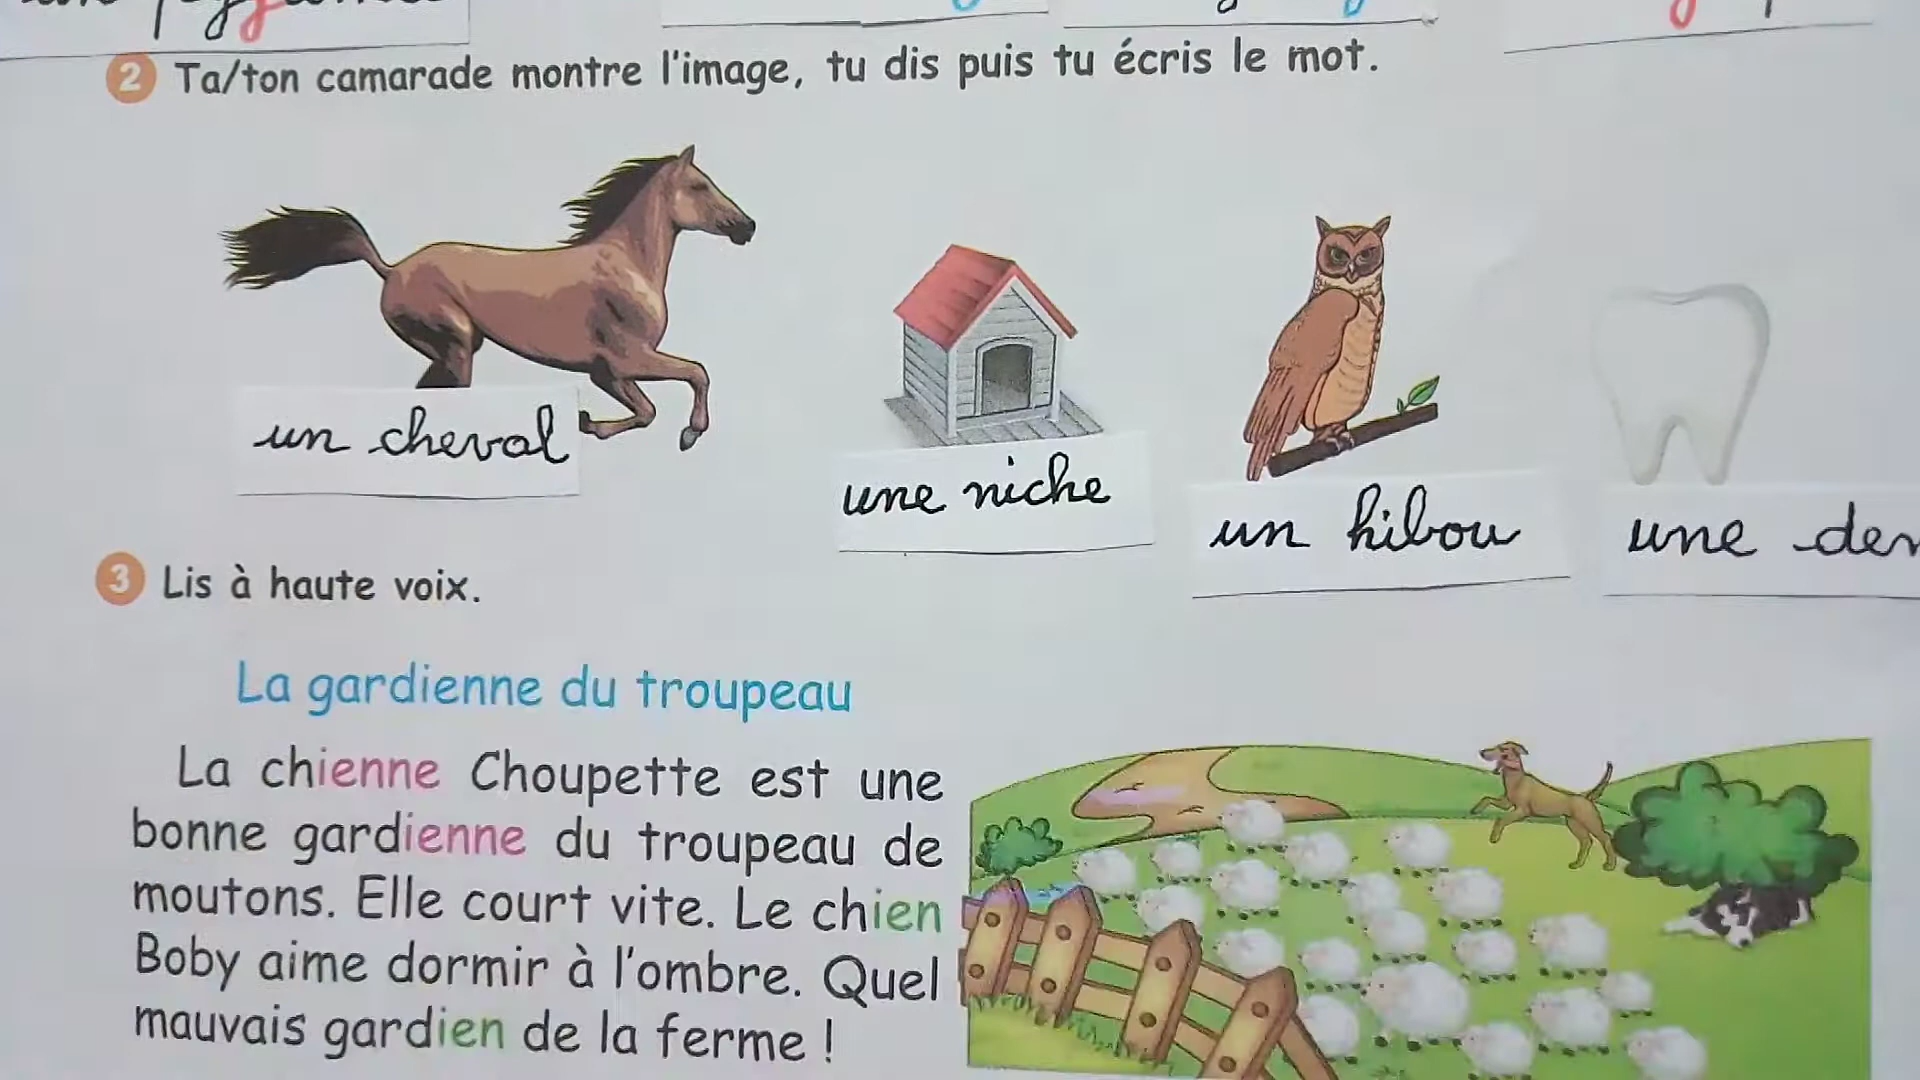 2 Ta/ton camarade montre l'image, tu dis puis tu écris le mot.
un cheval
une niche
un hibou
une
3 Lis à haute voix.
La gardienne du troupeau
La chienne Choupette est une
bonne gardienne du troupeau de
moutons. Elle court vite. Le chien
Boby aime dormir à l'ombre. Quel
mauvais gardien de la ferme !